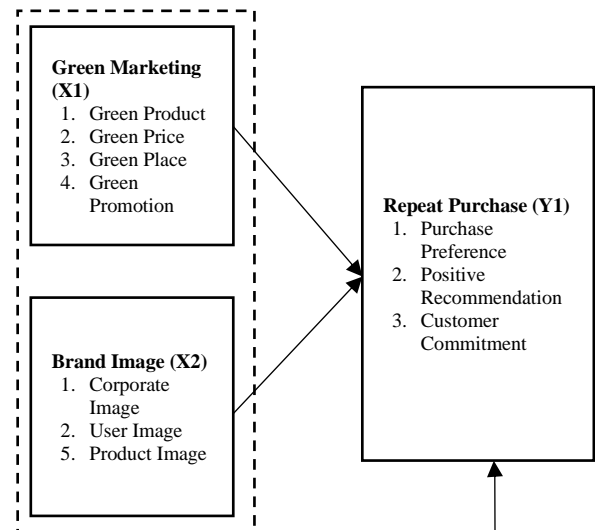 Green Marketing
(X1)
1. Green Product
2. Green Price
3. Green Place
4. Green
Promotion
Repeat Purchase (Y1)
1. Purchase
Preference
2. Positive
Recommendation
3. Customer
Commitment
Brand Image (X2)
1. Corporate
Image
2. User Image
5. Product Image